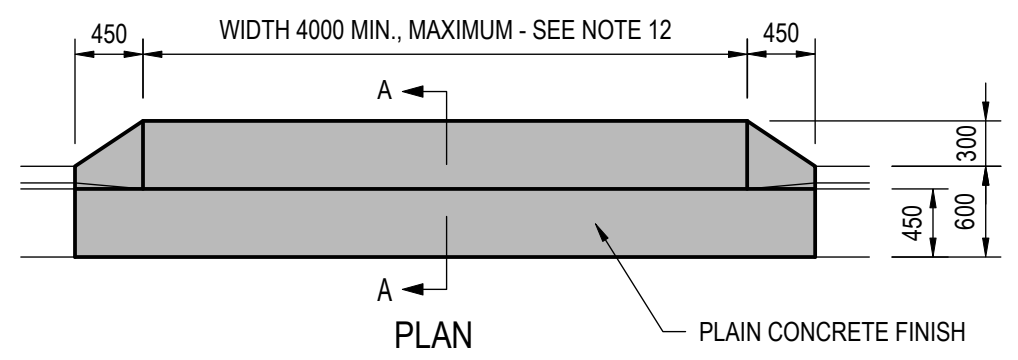 450
WIDTH 4000 MIN., MAXIMUM - SEE NOTE 12
450
A
300
450
600
A
PLAN
PLAIN CONCRETE FINISH